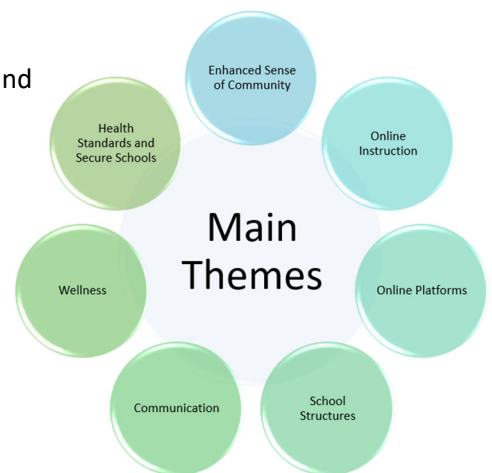 nd
Enhanced Sense
of Community
Online
Instruction
Online Platforms
School
Structures
Communication
Wellness
Health
Standards and
Secure Schools
Main
Themes